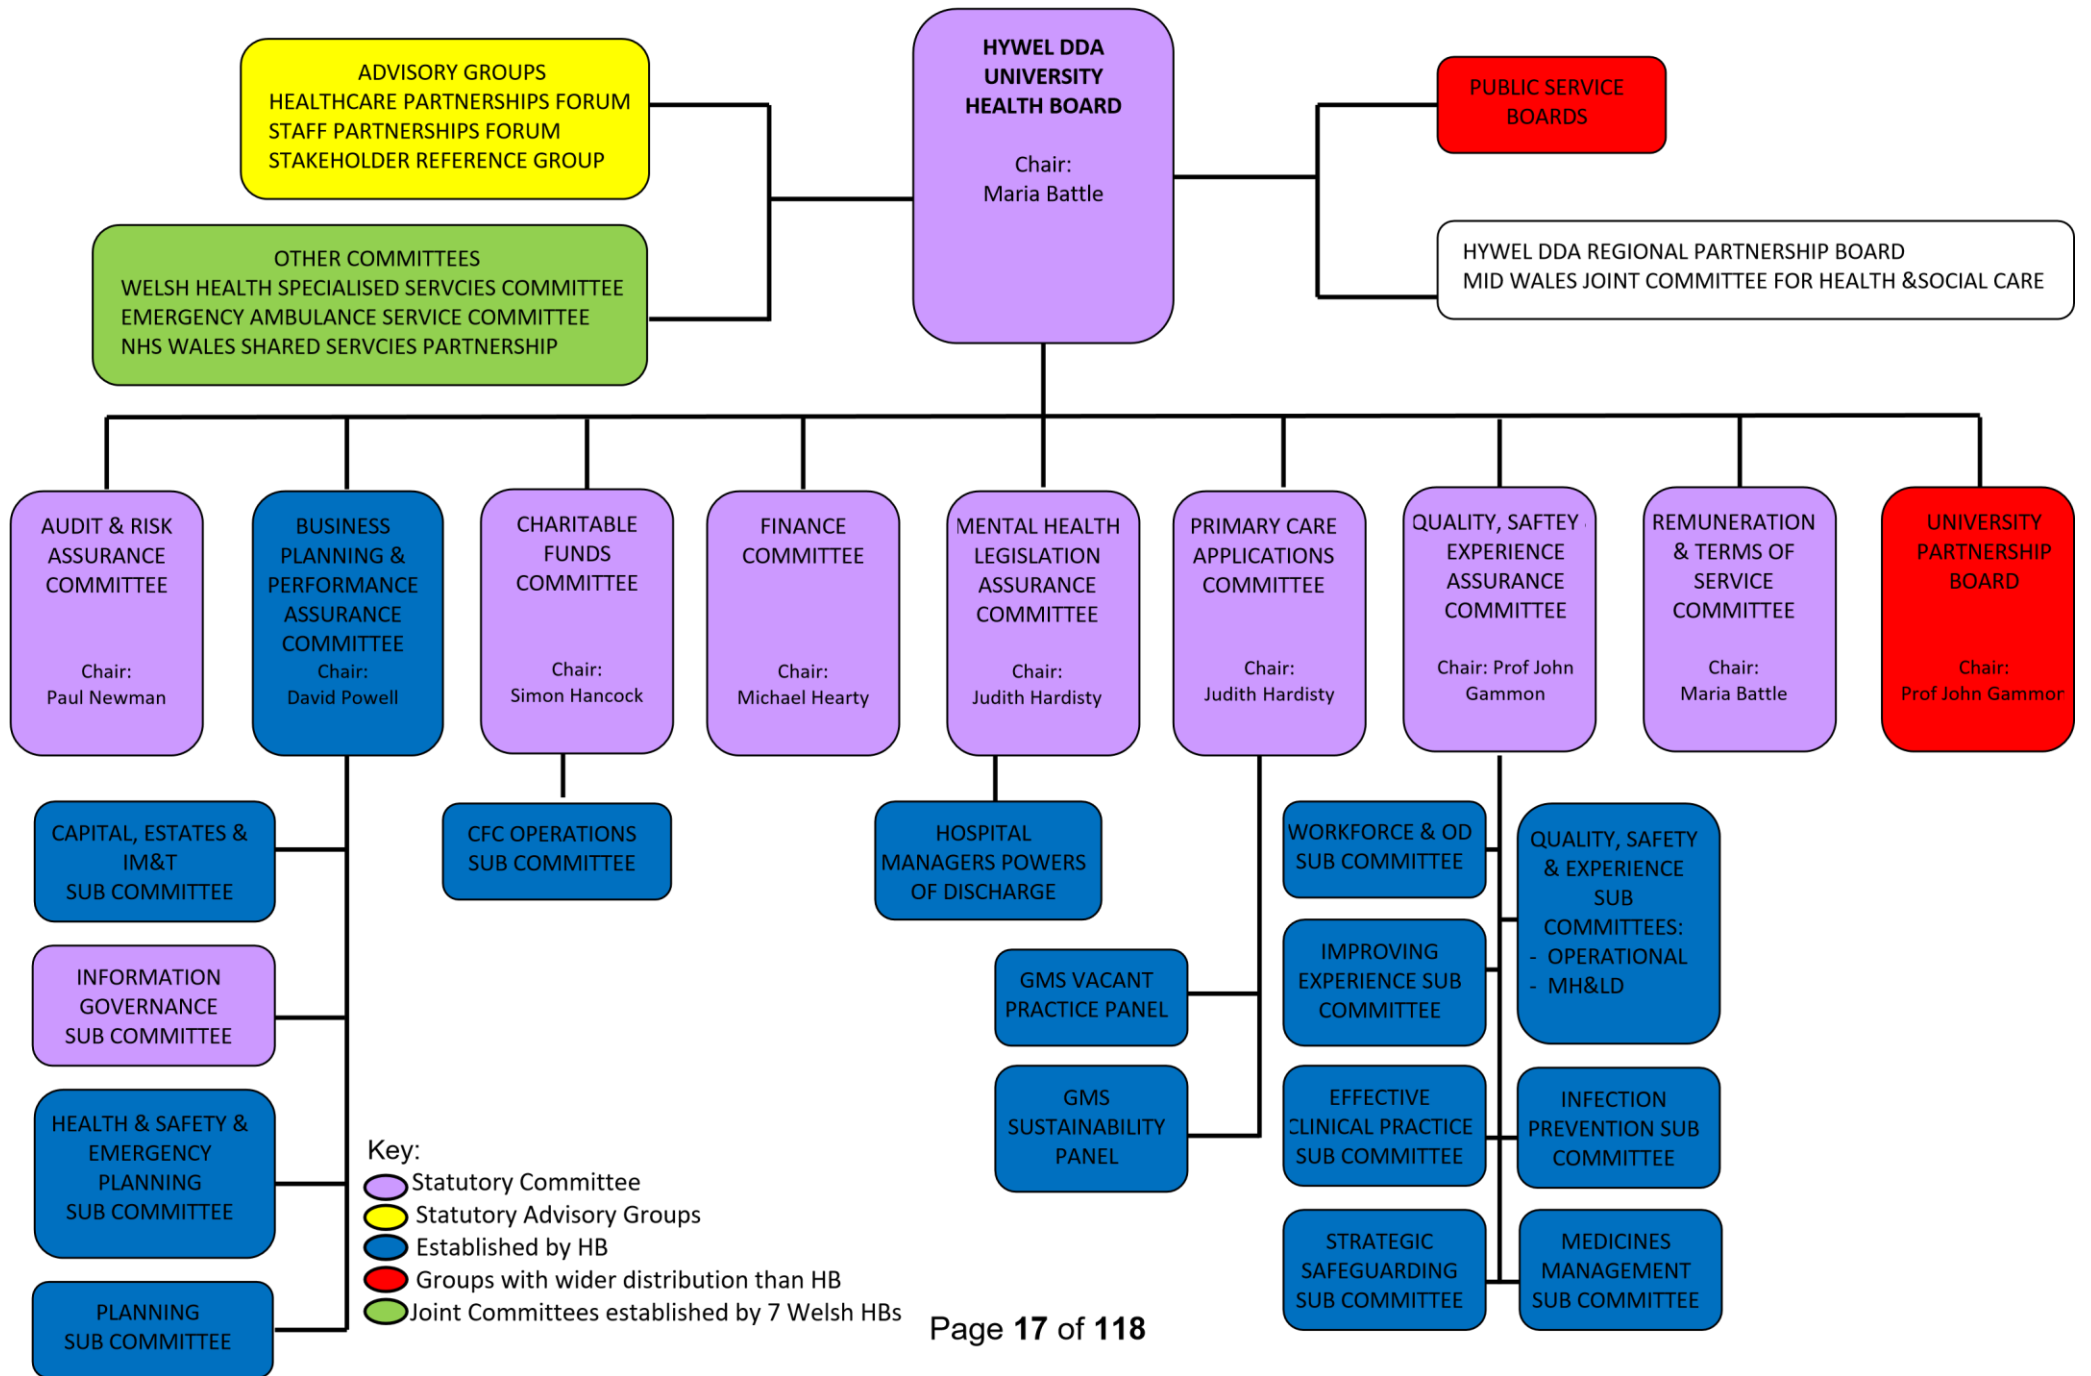 HYWEL DDA
UNIVERSITY
HEALTH BOARD
Chair:
Maria Battle
ADVISORY GROUPS
HEALTHCARE PARTNERSHIPS FORUM
STAFF PARTNERSHIPS FORUM
STAKEHOLDER REFERENCE GROUP
PUBLIC SERVICE
BOARDS
OTHER COMMITTEES
WELSH HEALTH SPECIALISED SERVCIES COMMITTEE
EMERGENCY AMBULANCE SERVICE COMMITTEE
NHS WALES SHARED SERVCIES PARTNERSHIP
HYWEL DDA REGIONAL PARTNERSHIP BOARD
MID WALES JOINT COMMITTEE FOR HEALTH &SOCIAL CARE
AUDIT & RISK
ASSURANCE
COMMITTEE
Chair:
Paul Newman
BUSINESS
PLANNING &
PERFORMANCE
ASSURANCE
COMMITTEE
Chair:
David Powell
CHARITABLE
FUNDS
COMMITTEE
Chair:
Simon Hancock
FINANCE
COMMITTEE
Chair:
Michael Hearty
MENTAL HEALTH
LEGISLATION
ASSURANCE
COMMITTEE
Chair:
Judith Hardisty
PRIMARY CARE
APPLICATIONS
COMMITTEE
Chair:
Judith Hardisty
QUALITY, SAFTEY
EXPERIENCE
ASSURANCE
COMMITTEE
Chair: Prof John
Gammon
REMUNERATION
& TERMS OF
SERVICE
COMMITTEE
Chair:
Maria Battle
UNIVERSITY
PARTNERSHIP
BOARD
Chair:
Prof John Gammon
CAPITAL, ESTATES &
IM&T
SUB COMMITTEE
INFORMATION
GOVERNANCE
SUB COMMITTEE
HEALTH & SAFETY &
EMERGENCY
PLANNING
SUB COMMITTEE
PLANNING
SUB COMMITTEE
CFC OPERATIONS
SUB COMMITTEE
HOSPITAL
MANAGERS POWERS
OF DISCHARGE
GMS VACANT
PRACTICE PANEL
GMS
SUSTAINABILITY
PANEL
WORKFORCE & OD
SUB COMMITTEE
IMPROVING
EXPERIENCE SUB
COMMITTEE
EFFECTIVE
CLINICAL PRACTICE
SUB COMMITTEE
STRATEGIC
SAFEGUARDING
SUB COMMITTEE
QUALITY, SAFETY
& EXPERIENCE
SUB
COMMITTEES:
- OPERATIONAL
- MH&LD
INFECTION
PREVENTION SUB
COMMITTEE
MEDICINES
MANAGEMENT
SUB COMMITTEE
Key:
Statutory Committee
Statutory Advisory Groups
Established by HB
Groups with wider distribution than HB
Joint Committees established by 7 Welsh HBs
Page 17 of 118